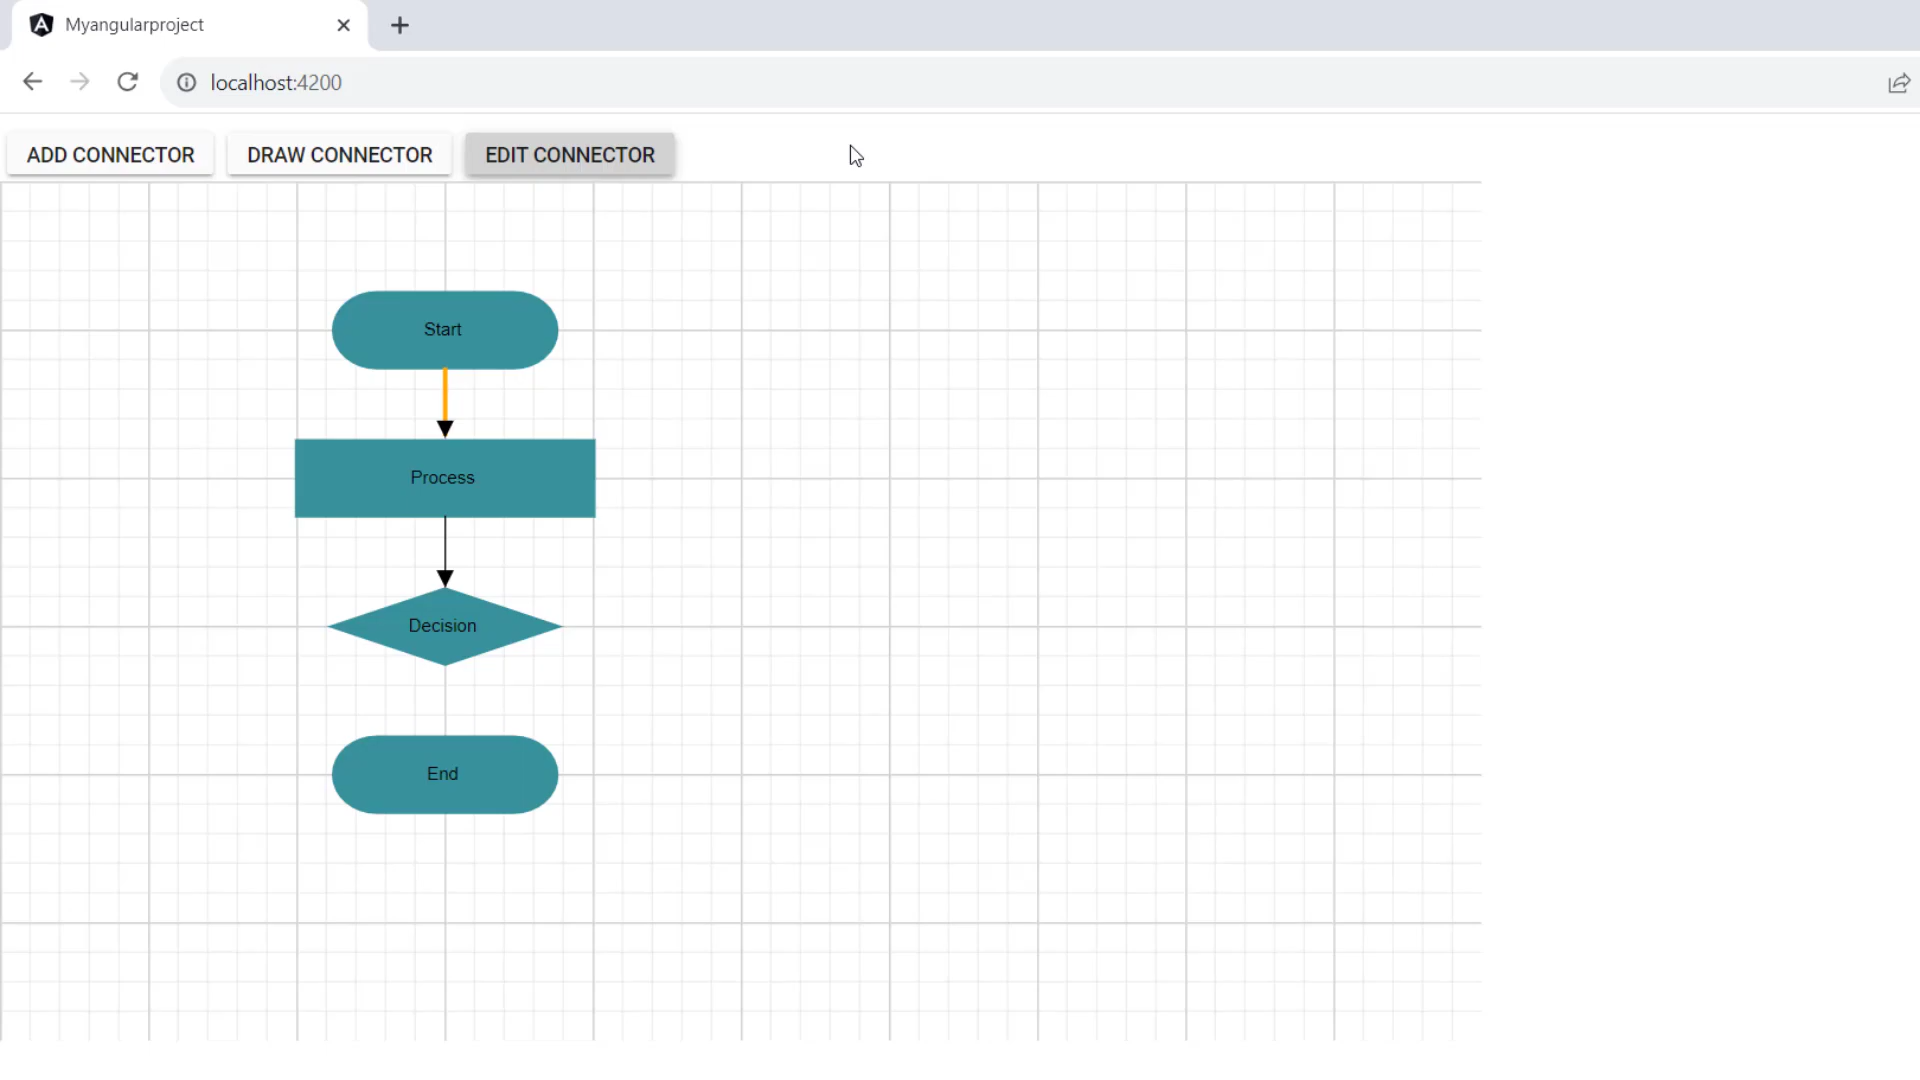 Myangularproject
localhost:4200
ADD CONNECTOR DRAW CONNECTOR EDIT CONNECTOR
Start
Process
Decision
End